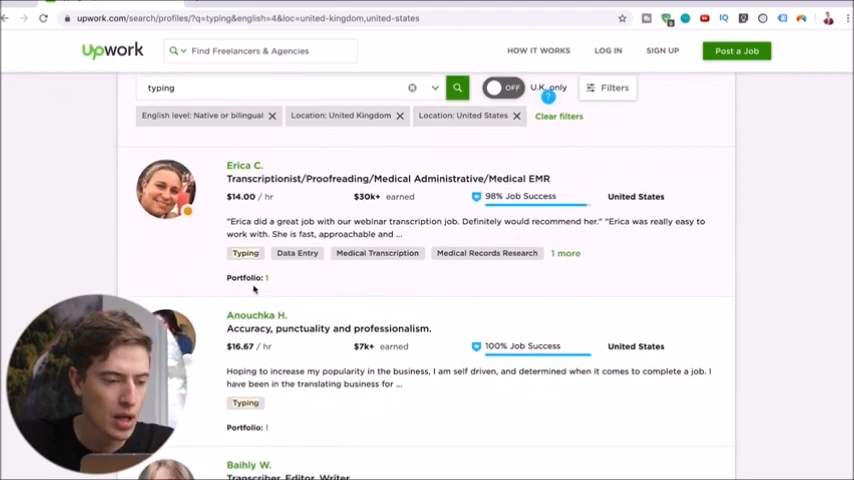 upwork.com/search/profiles/?q=typing&english=4&loc=united-kingdom,united-states
upwork
Find Freelancers & Agencies
HOW IT WORKS
LOG IN
SIGN UP
Post a Job
typing
OFF
U.K. only
?
Filters
English level: Native or bilingual
Location: United Kingdom
Location: United States
Clear filters
Erica C.
Transcriptionist/Proofreading/Medical Administrative/Medical EMR
$14.00 / hr $30k+ earned 98% Job Success United States
"Erica did a great job with our webinar transcription job. Definitely would recommend her." "Erica was really easy to
work with. She is fast, approachable and ...
Typing Data Entry Medical Transcription Medical Records Research 1 more
Portfolio: 1
Anouchka H.
Accuracy, punctuality and professionalism.
$16.67 / hr $7k+ earned 100% Job Success United States
Hoping to increase my popularity in the business, I am self driven, and determined when it comes to complete a job. I
have been in the translating business for ...
Typing
Portfolio: 1
Baihly W.
Transcriber, Editor, Writer